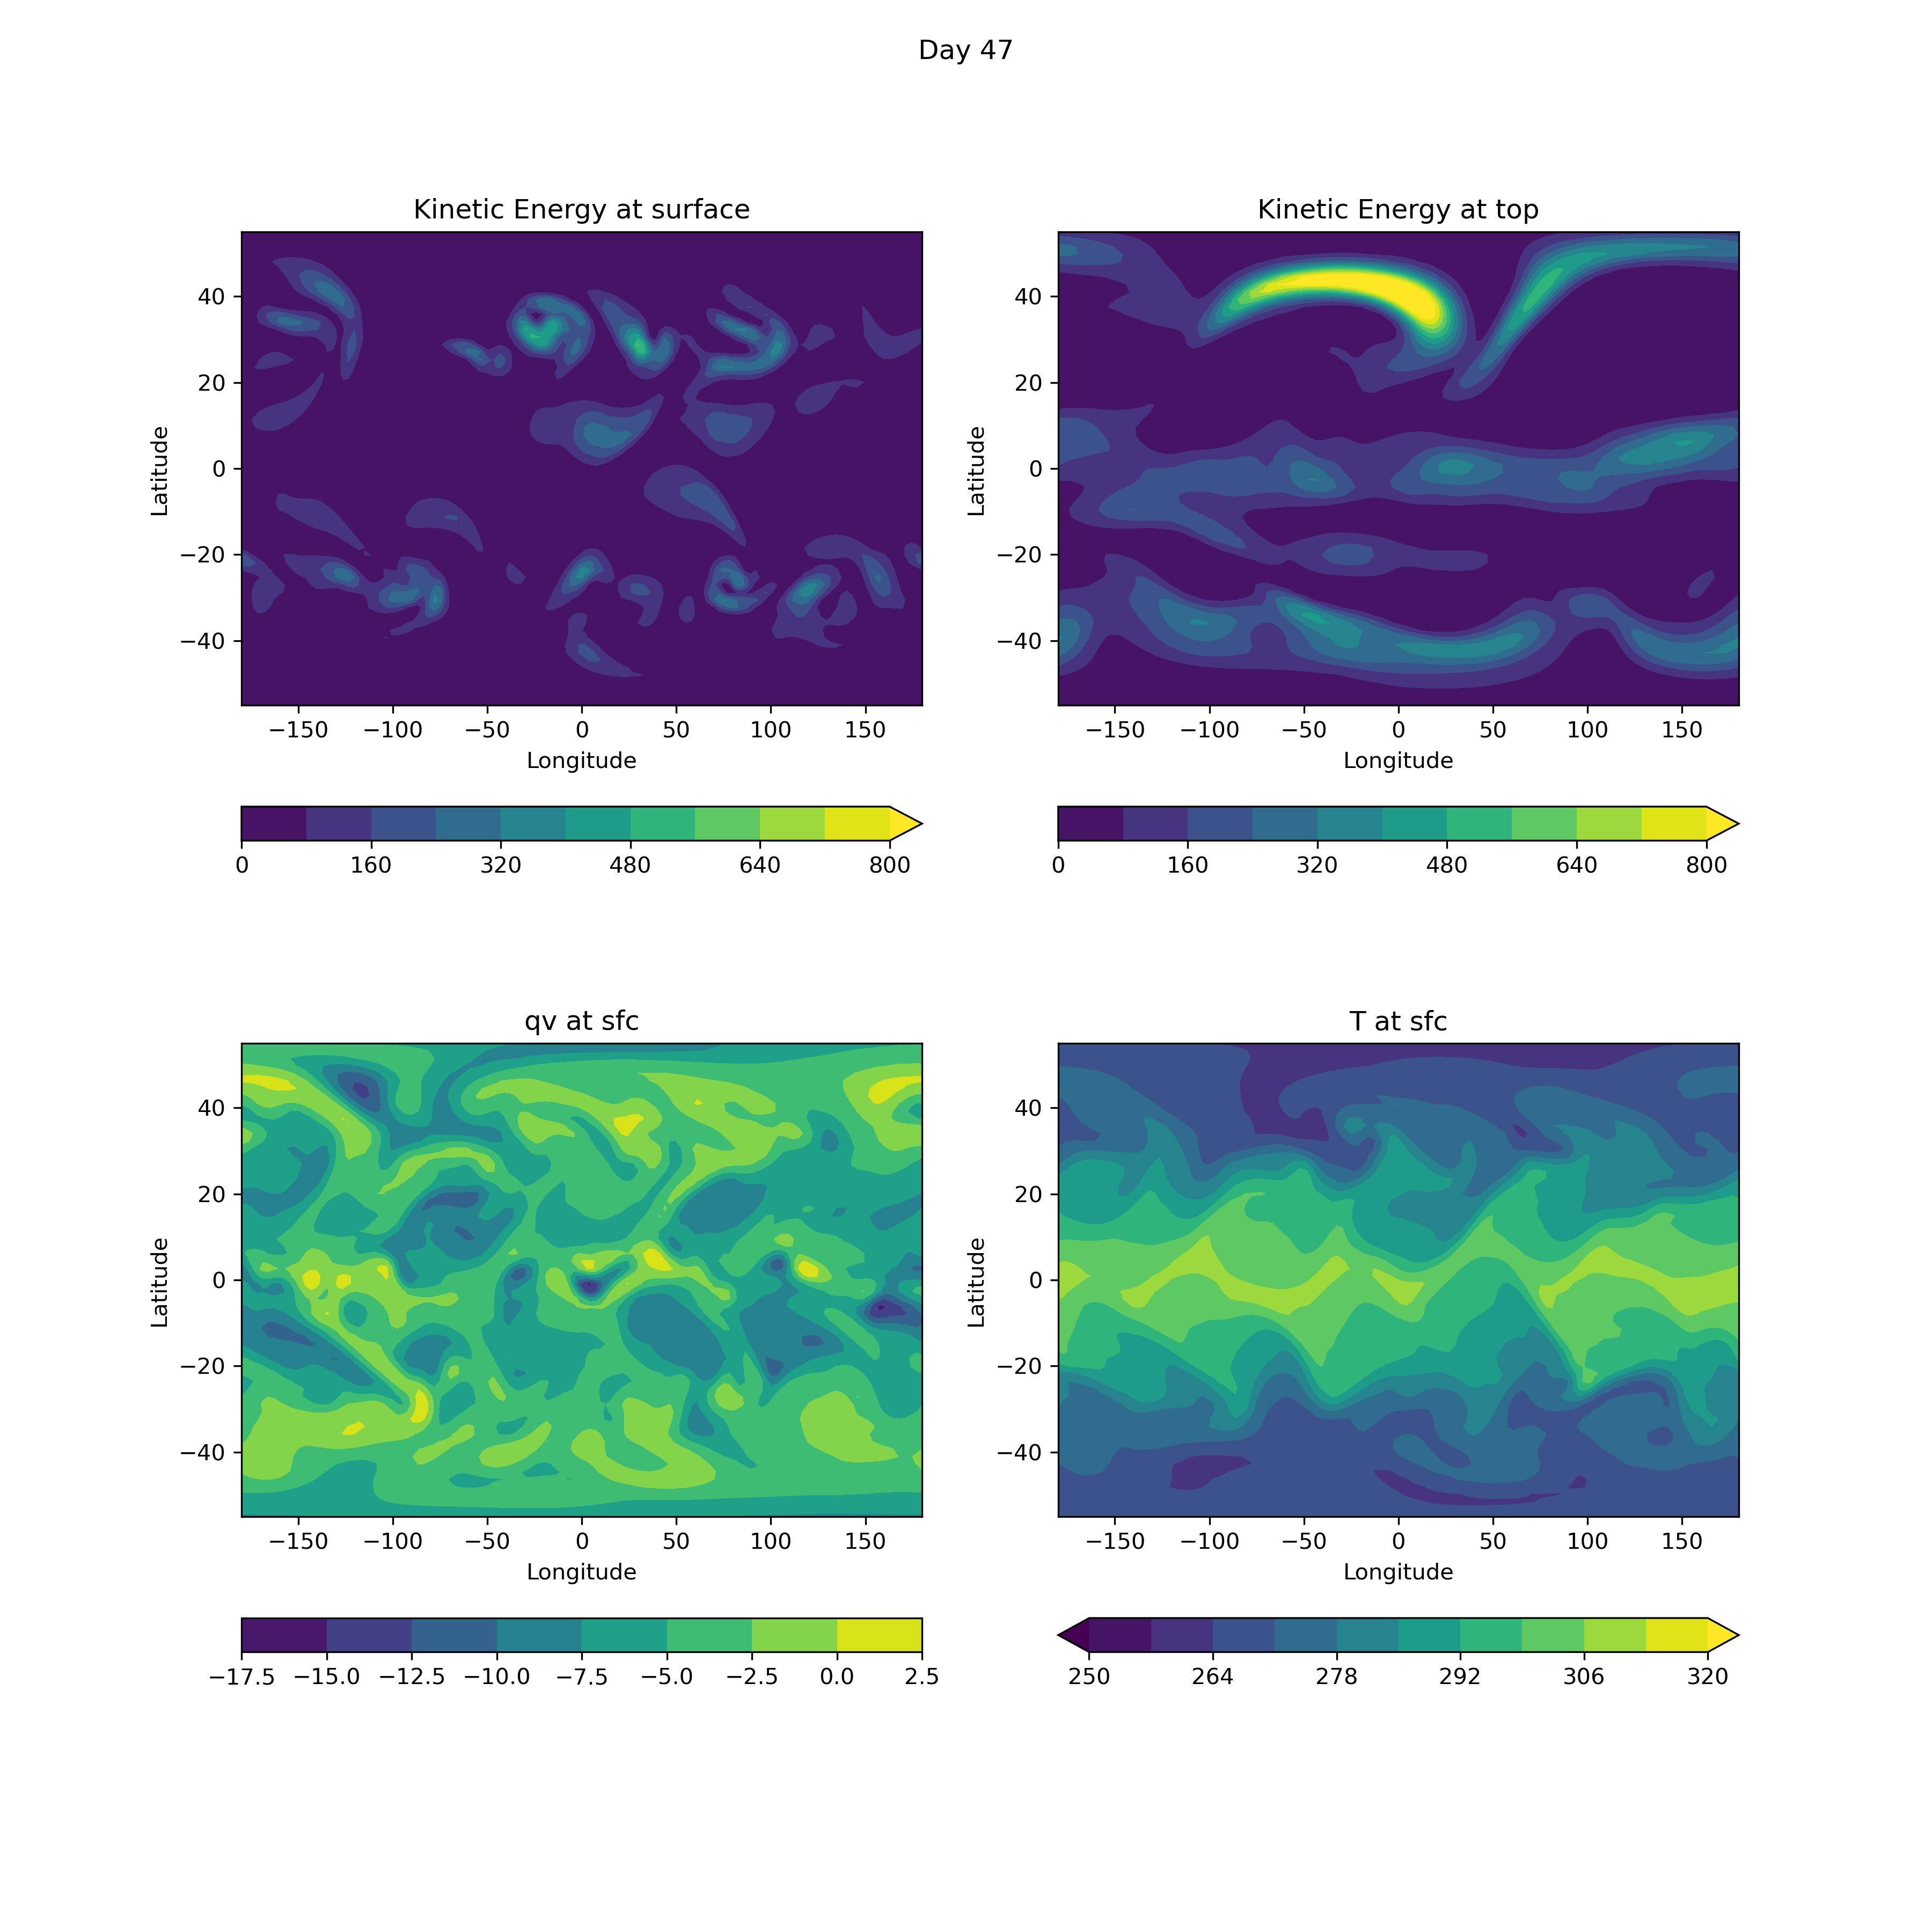 Day 47
Kinetic Energy at surface
Kinetic Energy at top
40
20
0
−20
−40
Latitude
−150 −100 −50 0 50 100 150
Longitude
0 160 320 480 640 800
40
20
0
−20
−40
Latitude
−150 −100 −50 0 50 100 150
Longitude
0 160 320 480 640 800
qv at sfc
T at sfc
40
20
0
−20
−40
Latitude
−150 −100 −50 0 50 100 150
Longitude
−17.5 −15.0 −12.5 −10.0 −7.5 −5.0 −2.5 0.0 2.5
40
20
0
−20
−40
Latitude
−150 −100 −50 0 50 100 150
Longitude
250 264 278 292 306 320